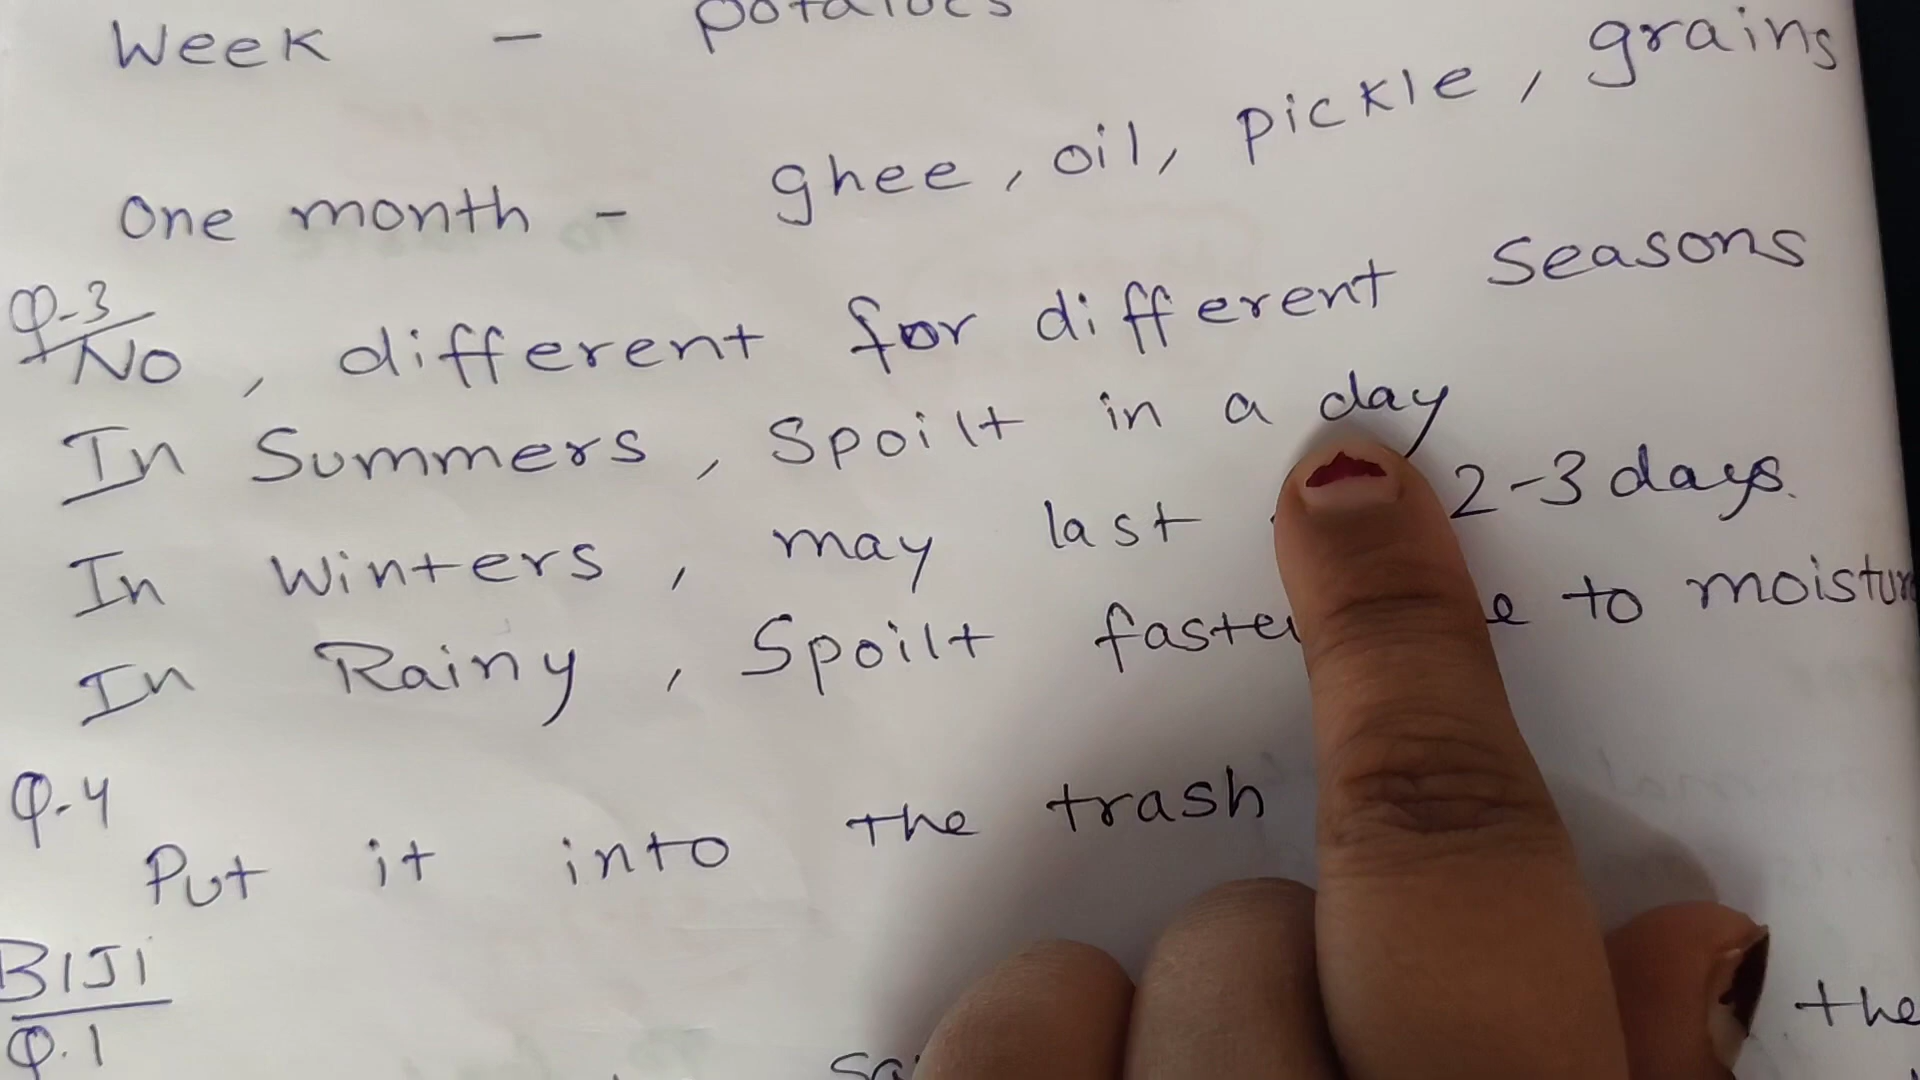 Week - potatoes
One month - ghee, oil, pickle, grains
Q-3
No, different for different seasons
In Summers, Spoilt in a day
In Winters, may last 2-3 days.
In Rainy, Spoilt faster to moisture
Q-4
Put it into the trash
BIJI
Q.1
the